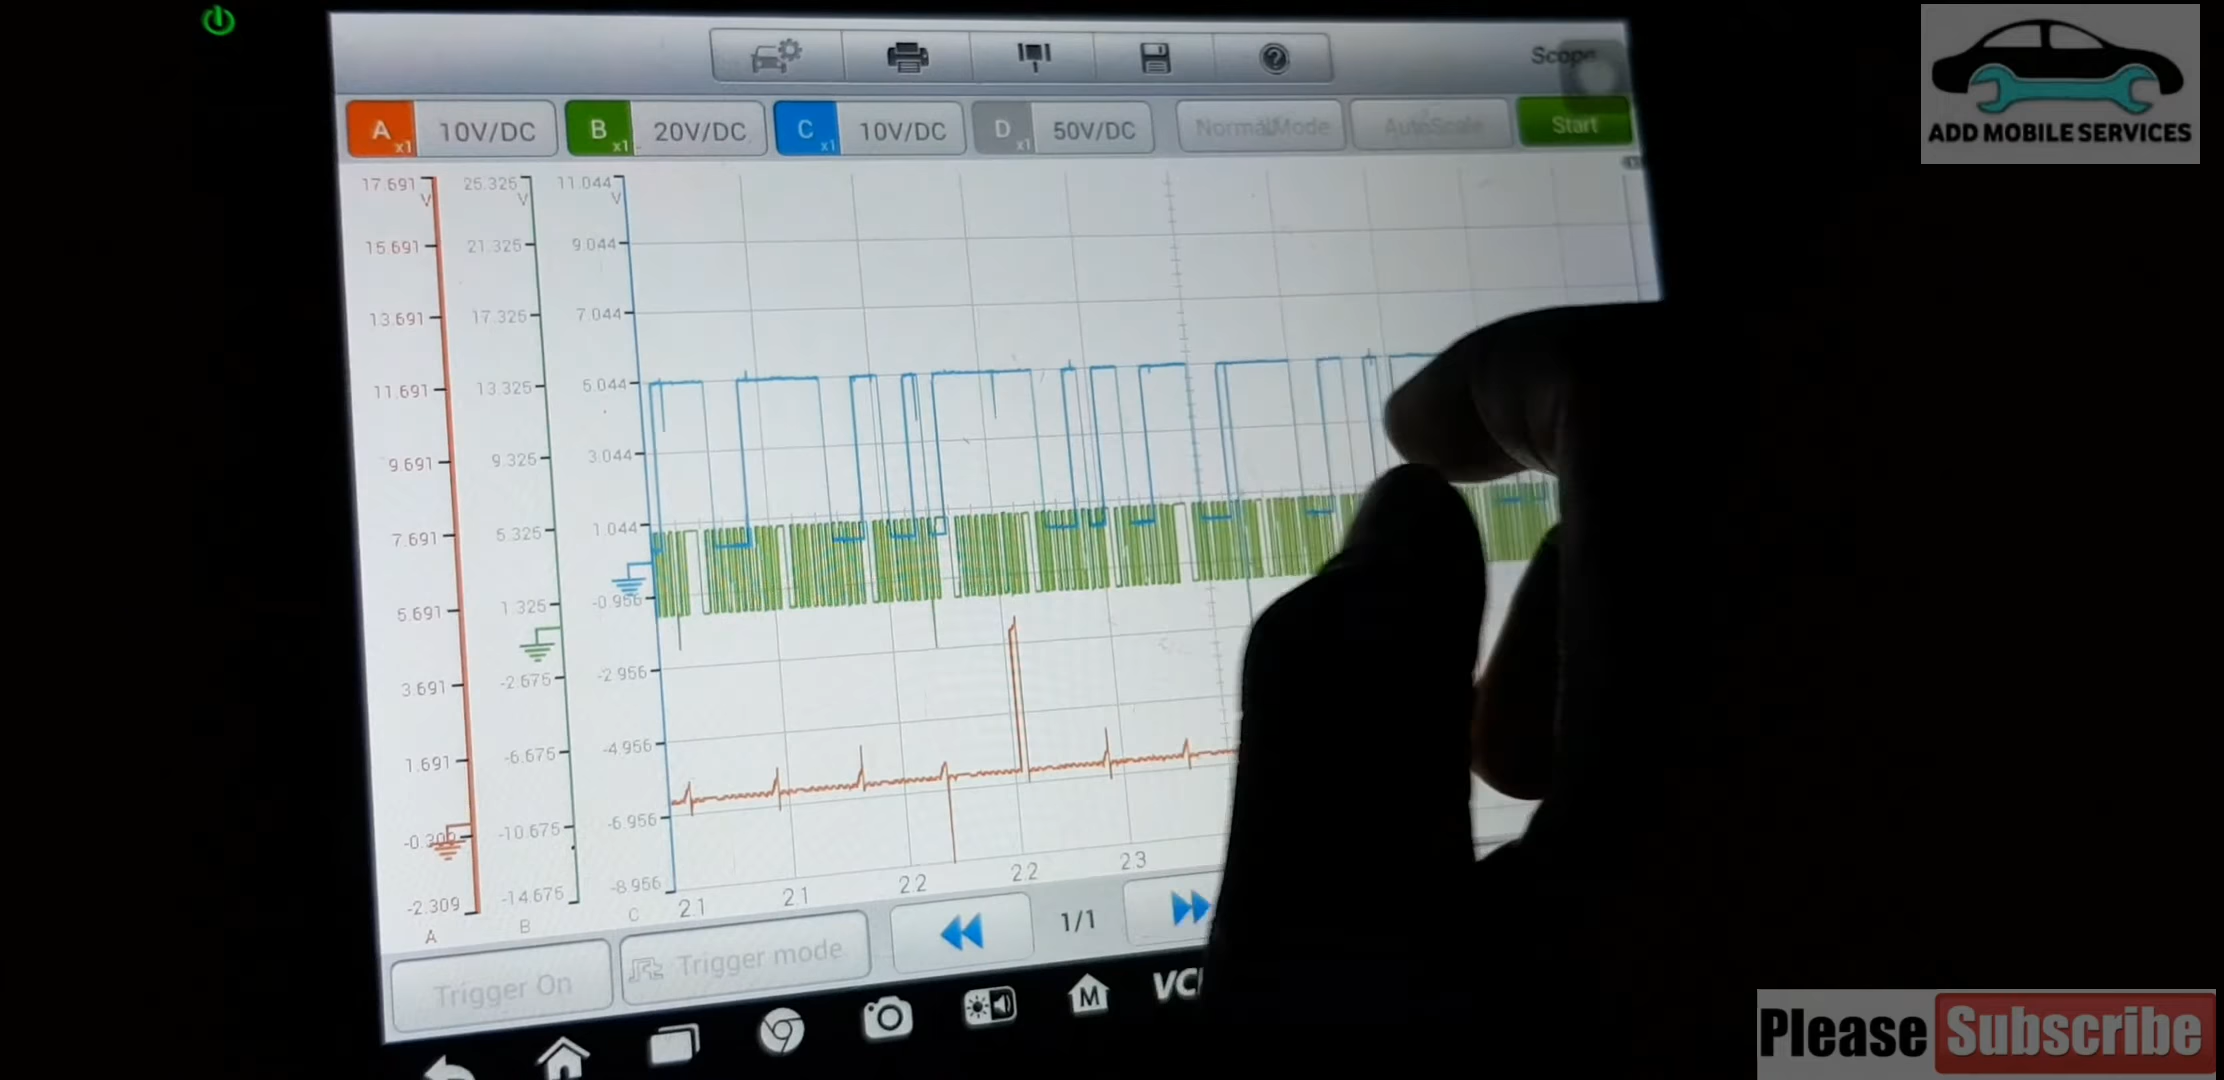 Scope
ADD MOBILE SERVICES
A x1 10V/DC B x1 20V/DC C x1 10V/DC D x1 50V/DC NormalMode AutoScale Start
17.691 25.325 11.044
V V V
15.691 21.325 9.044
13.691 17.325 7.044
11.691 13.325 5.044
9.691 9.325 3.044
7.691 5.325 1.044
5.691 1.325 -0.956
3.691 -2.675 -2.956
1.691 -6.675 -4.956
-0.309 -10.675 -6.956
-2.309 -14.675 -8.956
A B C 2.1 2.1 2.2 2.2 2.3
Trigger On Trigger mode 1/1
M VCI
Please Subscribe